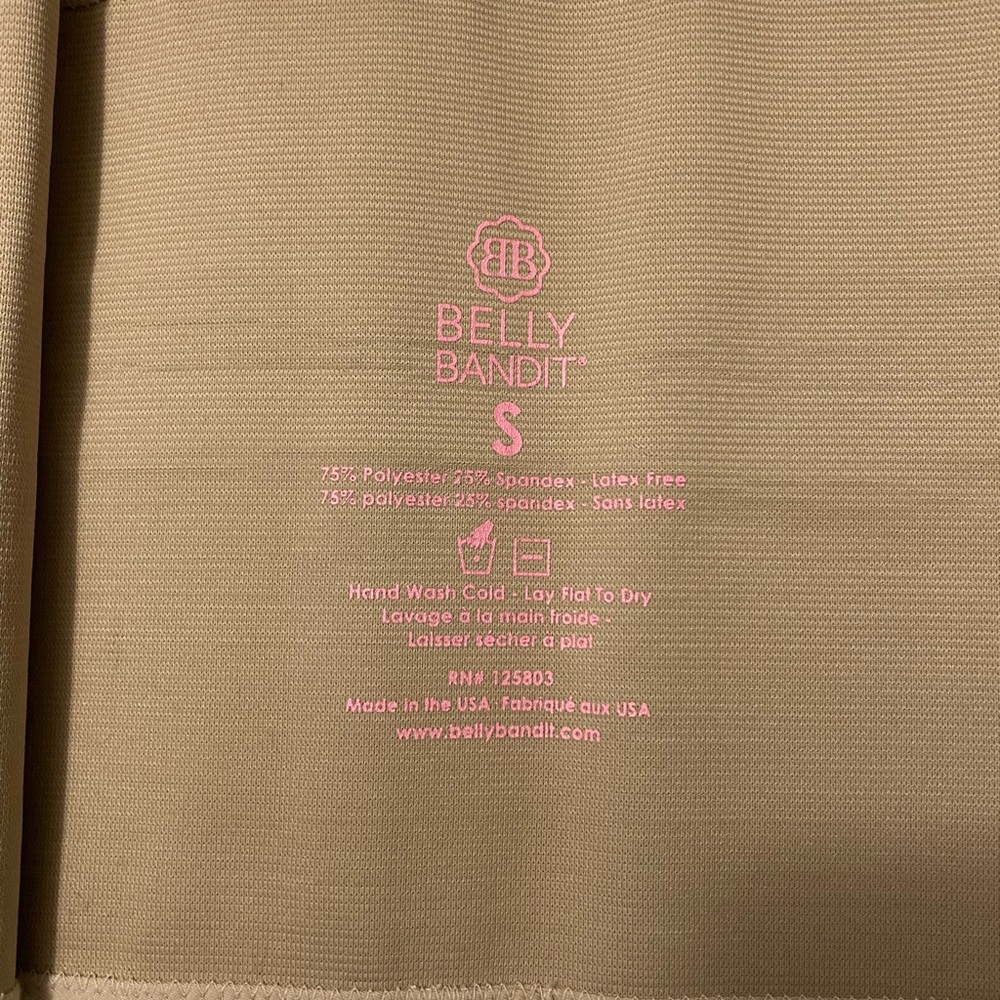 BB
BELLY
BANDIT®
S
75% Polyester 25% Spandex - Latex Free
75% polyester 25% spandex - Sans latex
Hand Wash Cold - Lay Flat To Dry
Lavage à la main froide -
Laisser sécher à plat
RN# 125803
Made in the USA · Fabriqué aux USA
www.bellybandit.com